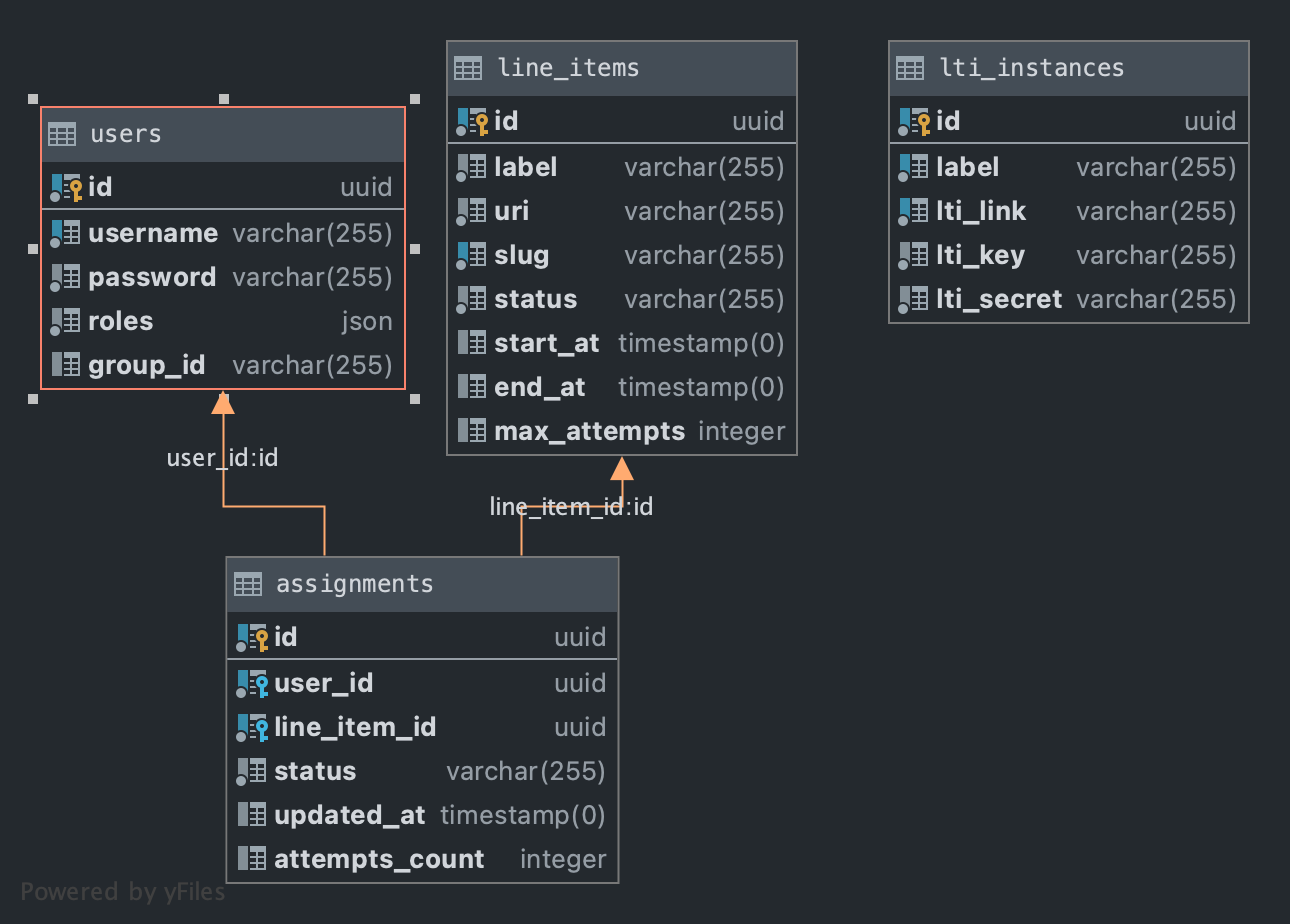 users
id uuid
username varchar(255)
password varchar(255)
roles json
group_id varchar(255)
line_items
id uuid
label varchar(255)
uri varchar(255)
slug varchar(255)
status varchar(255)
start_at timestamp(0)
end_at timestamp(0)
max_attempts integer
lti_instances
id uuid
label varchar(255)
lti_link varchar(255)
lti_key varchar(255)
lti_secret varchar(255)
user_id:id
line_item_id:id
assignments
id uuid
user_id uuid
line_item_id uuid
status varchar(255)
updated_at timestamp(0)
attempts_count integer
Powered by yFiles